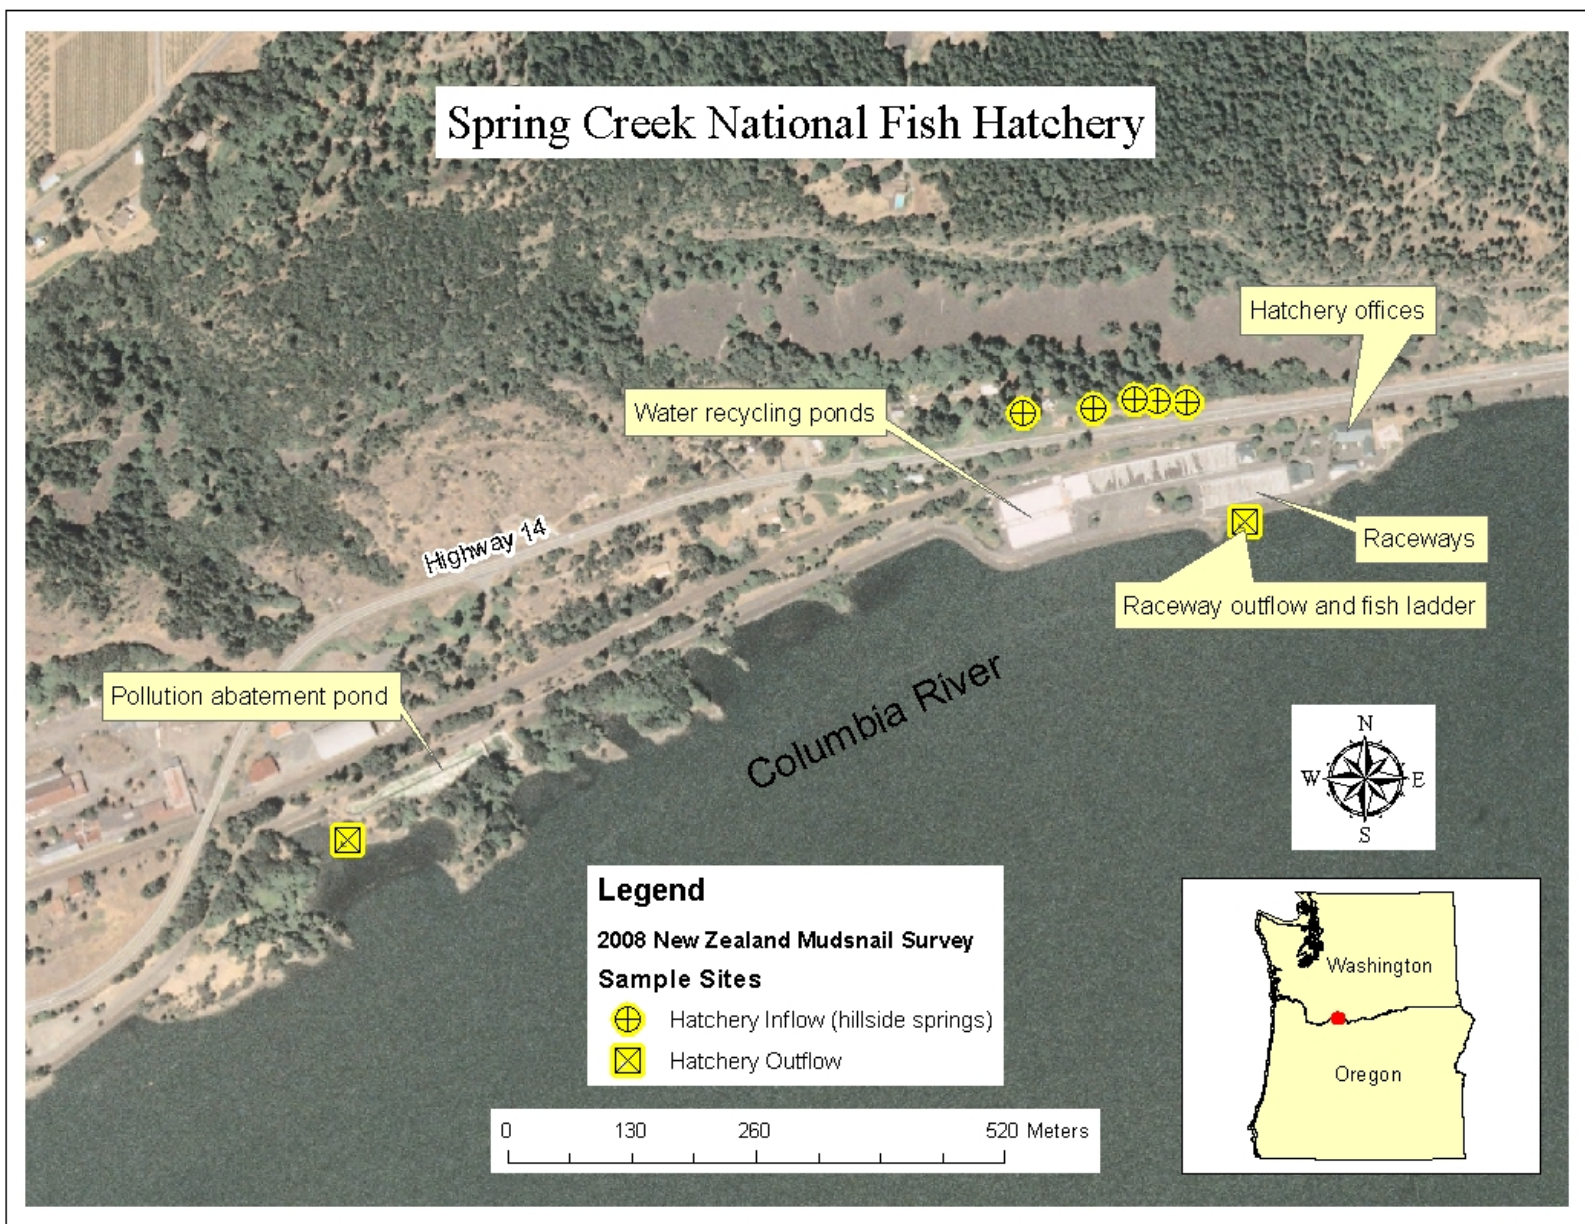 Spring Creek National Fish Hatchery
Hatchery offices
Water recycling ponds
Highway 14
Raceways
Raceway outflow and fish ladder
Columbia River
Pollution abatement pond
N
W E
S
Legend
2008 New Zealand Mudsnail Survey
Sample Sites
Hatchery Inflow (hillside springs)
Hatchery Outflow
Washington
Oregon
0 130 260 520 Meters